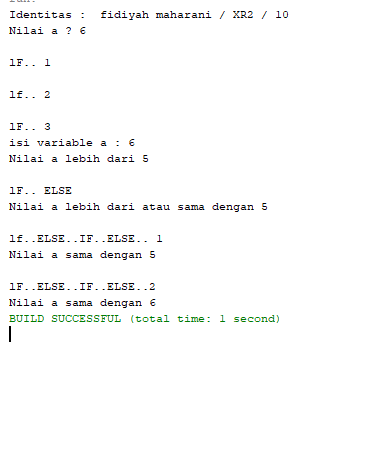 run:
Identitas :  fidiyah maharani / XR2 / 10
Nilai a ? 6
lF.. 1
lf.. 2
lF.. 3
isi variable a : 6
Nilai a lebih dari 5
lF.. ELSE
Nilai a lebih dari atau sama dengan 5
lf..ELSE..IF..ELSE.. 1
Nilai a sama dengan 5
lF..ELSE..IF..ELSE..2
Nilai a sama dengan 6
BUILD SUCCESSFUL (total time: 1 second)